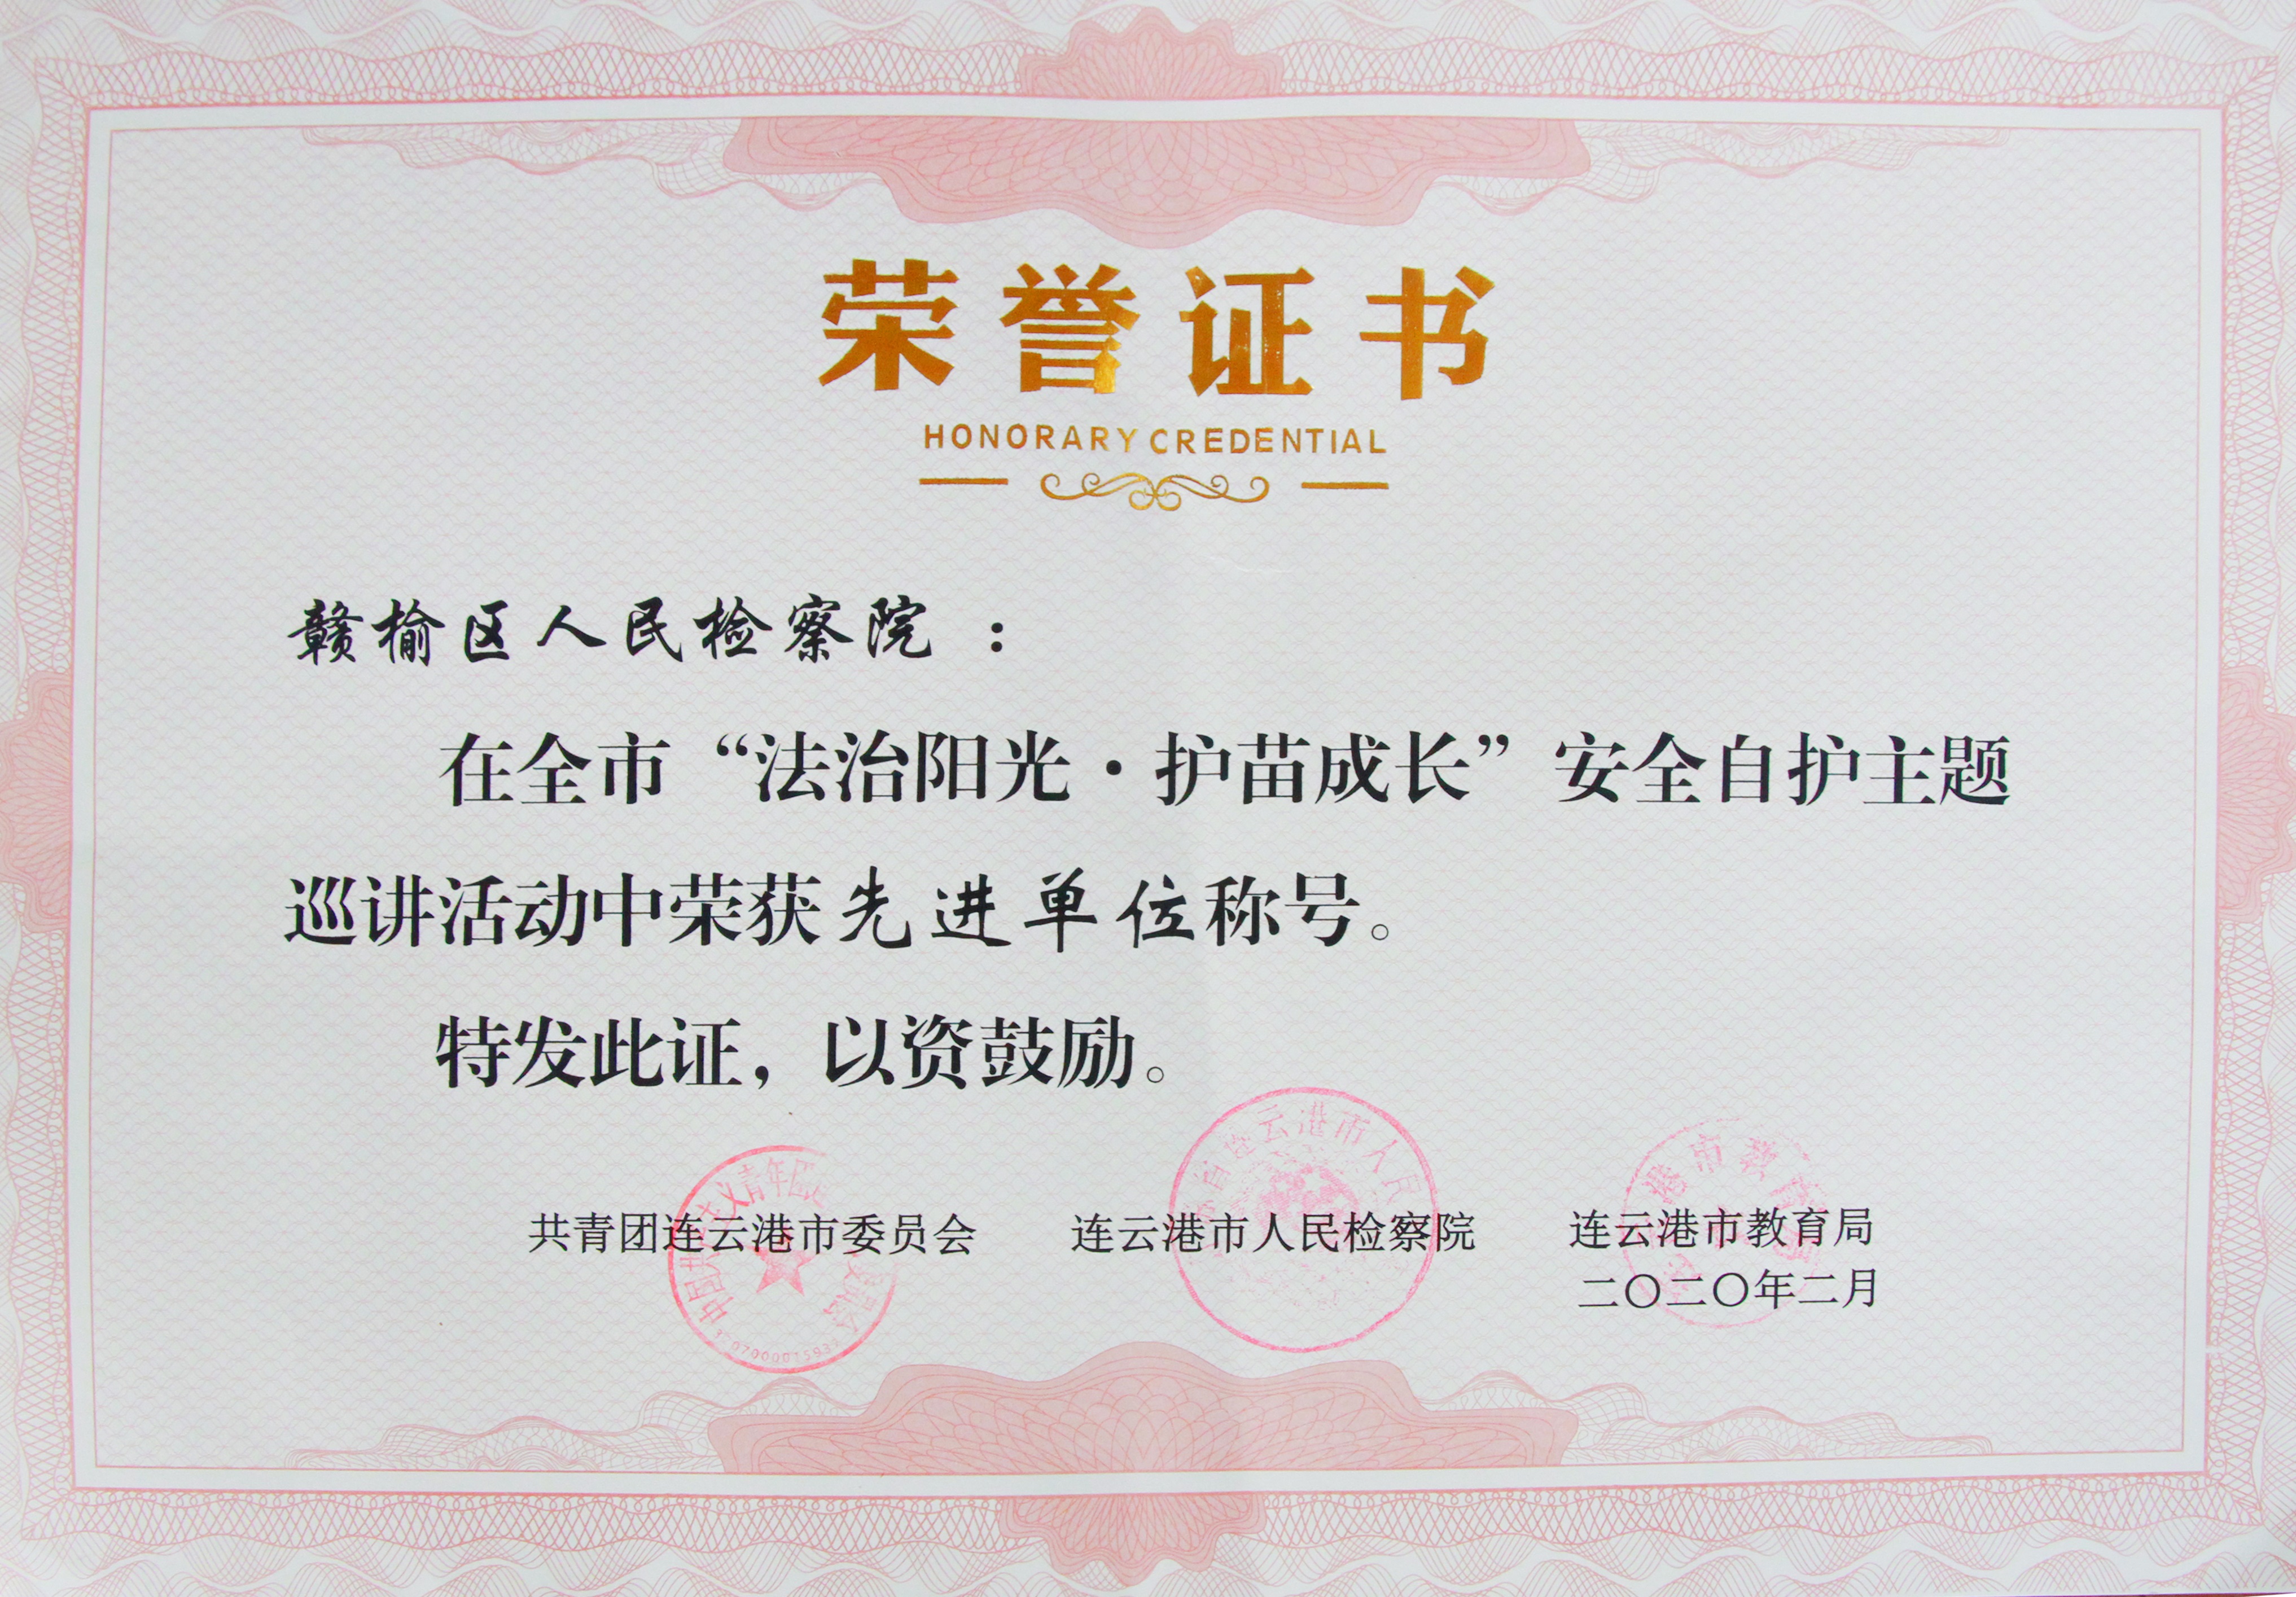 荣誉证书
HONORARY CREDENTIAL
赣榆区人民检察院：
在全市“法治阳光·护苗成长”安全自护主题
巡讲活动中荣获先进单位称号。
特发此证，以资鼓励。
共青团连云港市委员会 连云港市人民检察院 连云港市教育局
二〇二〇年二月